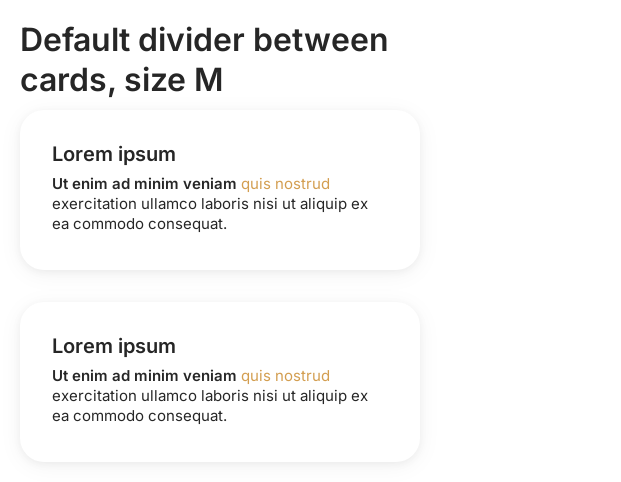 Default divider between
cards, size M
Lorem ipsum
Ut enim ad minim veniam quis nostrud
exercitation ullamco laboris nisi ut aliquip ex
ea commodo consequat.
Lorem ipsum
Ut enim ad minim veniam quis nostrud
exercitation ullamco laboris nisi ut aliquip ex
ea commodo consequat.